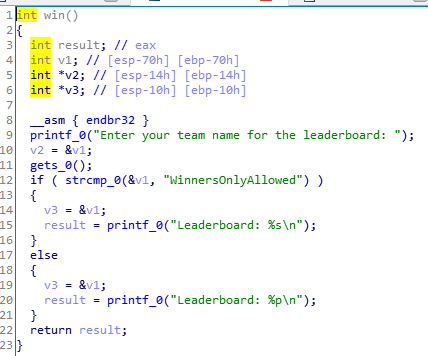 1 int win()
2 {
3 int result; // eax
4 int v1; // [esp-70h] [ebp-70h]
5 int *v2; // [esp-14h] [ebp-14h]
6 int *v3; // [esp-10h] [ebp-10h]
7
8 __asm { endbr32 }
9 printf_0("Enter your team name for the leaderboard: ");
10 v2 = &v1;
11 gets_0();
12 if ( strcmp_0(&v1, "WinnersOnlyAllowed") )
13 {
14 v3 = &v1;
15 result = printf_0("Leaderboard: %s\n");
16 }
17 else
18 {
19 v3 = &v1;
20 result = printf_0("Leaderboard: %p\n");
21 }
22 return result;
23 }